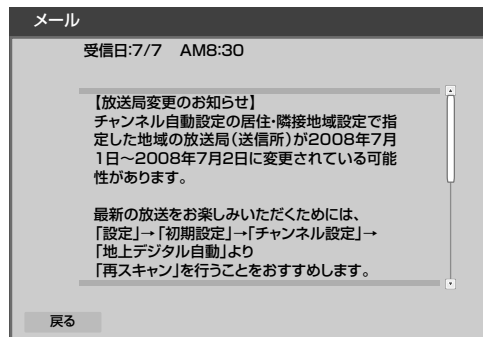 メール
受信日:7/7 AM8:30
【放送局変更のお知らせ】
チャンネル自動設定の居住・隣接地域設定で指
定した地域の放送局(送信所)が2008年7月
1日～2008年7月2日に変更されている可能
性があります。
最新の放送をお楽しみいただくためには、
「設定」→「初期設定」→「チャンネル設定」→
「地上デジタル自動」より
「再スキャン」を行うことをおすすめします。
戻る